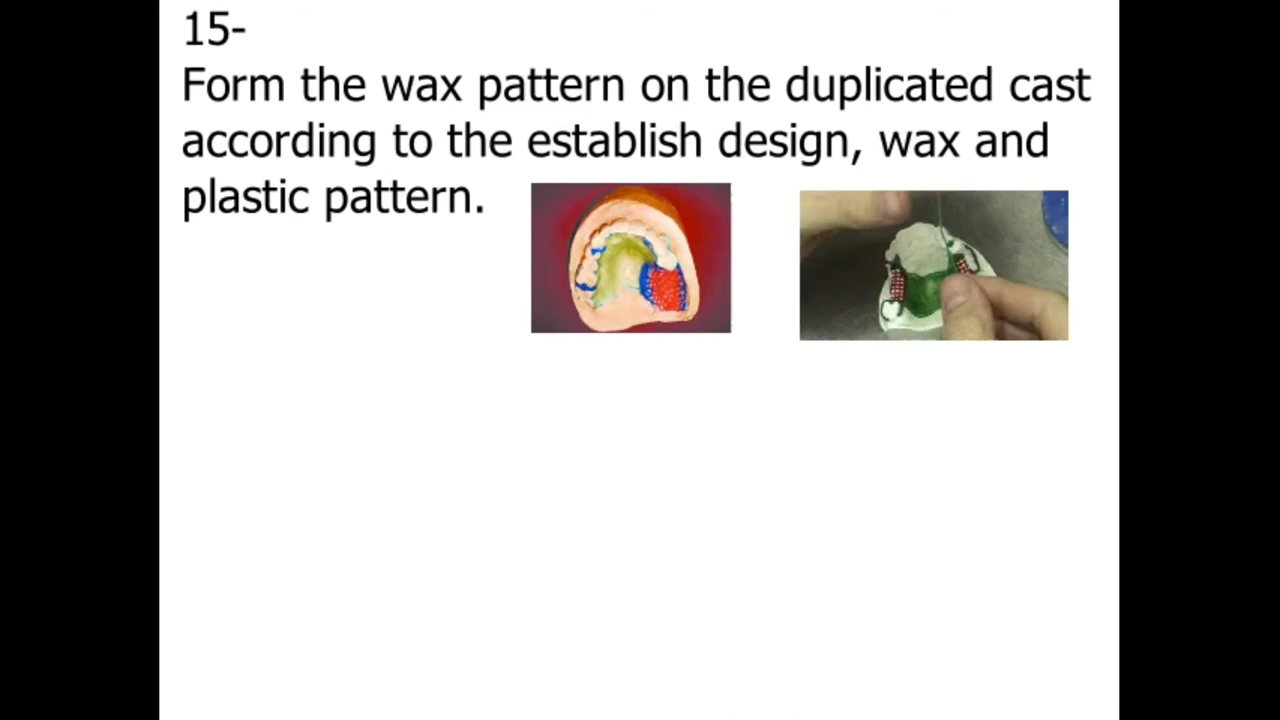 15-
Form the wax pattern on the duplicated cast
according to the establish design, wax and
plastic pattern.